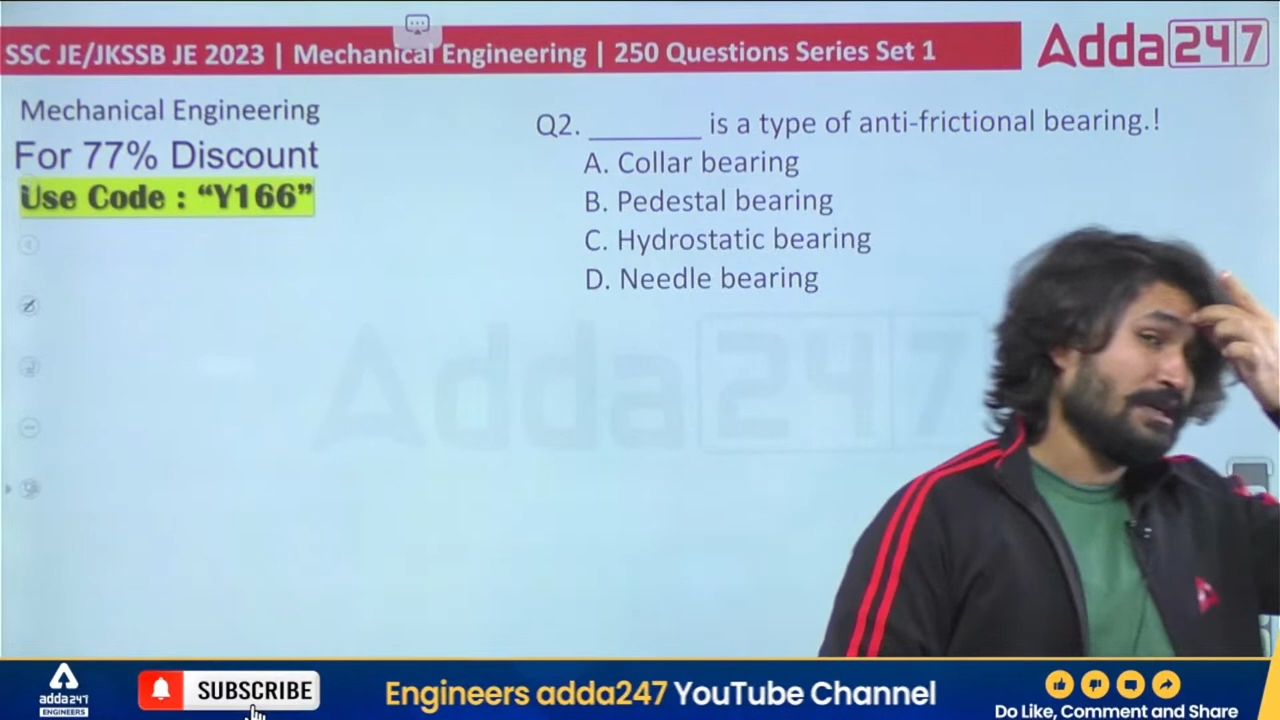 SSC JE/JKSSB JE 2023 | Mechanical Engineering | 250 Questions Series Set 1
Adda247
Mechanical Engineering
For 77% Discount
Use Code : “Y166”
Q2. ________ is a type of anti-frictional bearing.!
A. Collar bearing
B. Pedestal bearing
C. Hydrostatic bearing
D. Needle bearing
Adda247
adda247
ENGINEERS
SUBSCRIBE
Engineers adda247 YouTube Channel
Do Like, Comment and Share